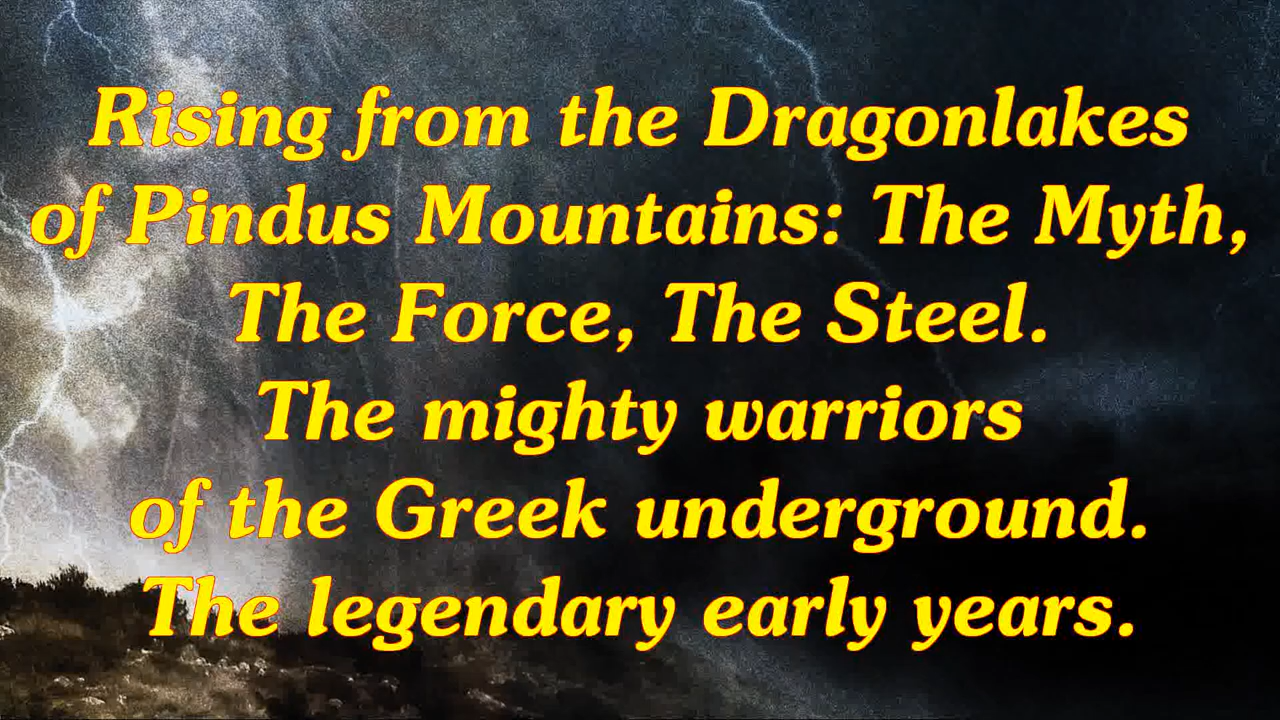 Rising from the Dragonlakes
of Pindus Mountains: The Myth,
The Force, The Steel.
The mighty warriors
of the Greek underground.
The legendary early years.